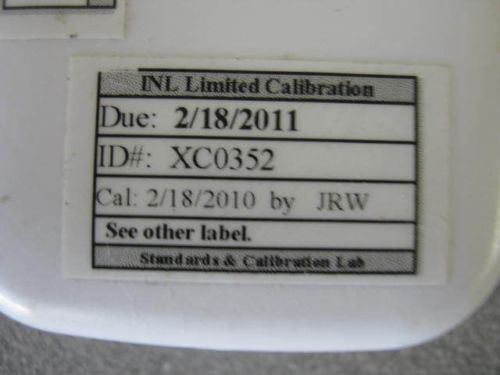 INL Limited Calibration
Due: 2/18/2011
ID#: XC0352
Cal: 2/18/2010 by JRW
See other label.
Standards & Calibration Lab